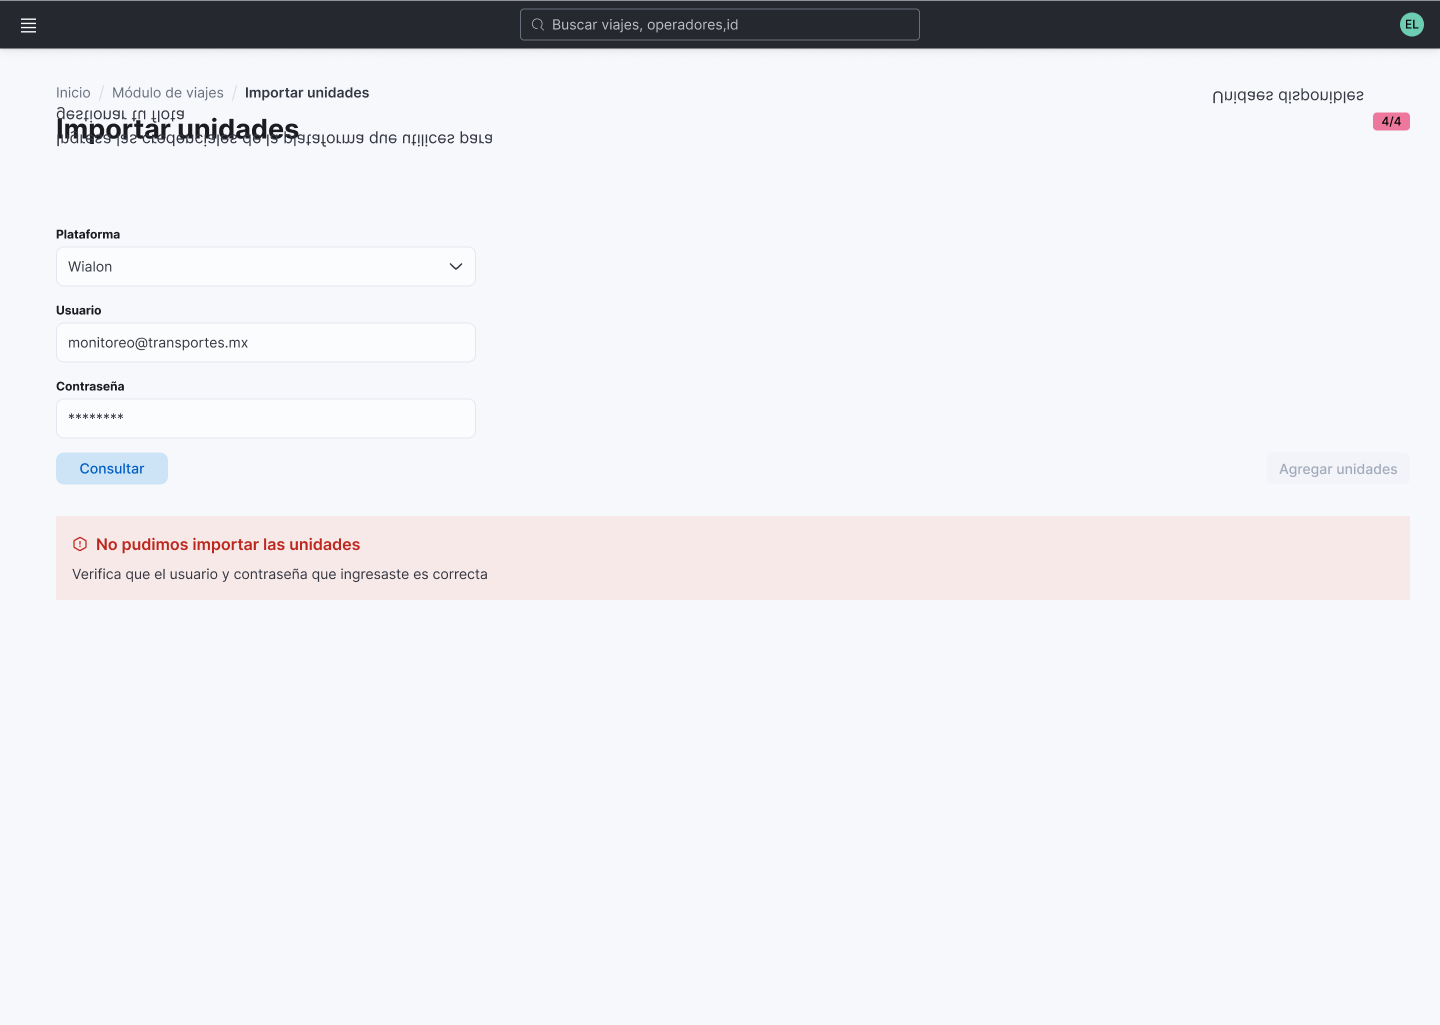 Buscar viajes, operadores,id
EL
Inicio / Módulo de viajes / Importar unidades
Unidaes disponibles
4/4
Importar unidades
Ingresa las credenciales de la plataforma que utilices para
gestionar tu flota
Plataforma
Wialon
Usuario
monitoreo@transportes.mx
Contraseña
********
Consultar
Agregar unidades
No pudimos importar las unidades
Verifica que el usuario y contraseña que ingresaste es correcta